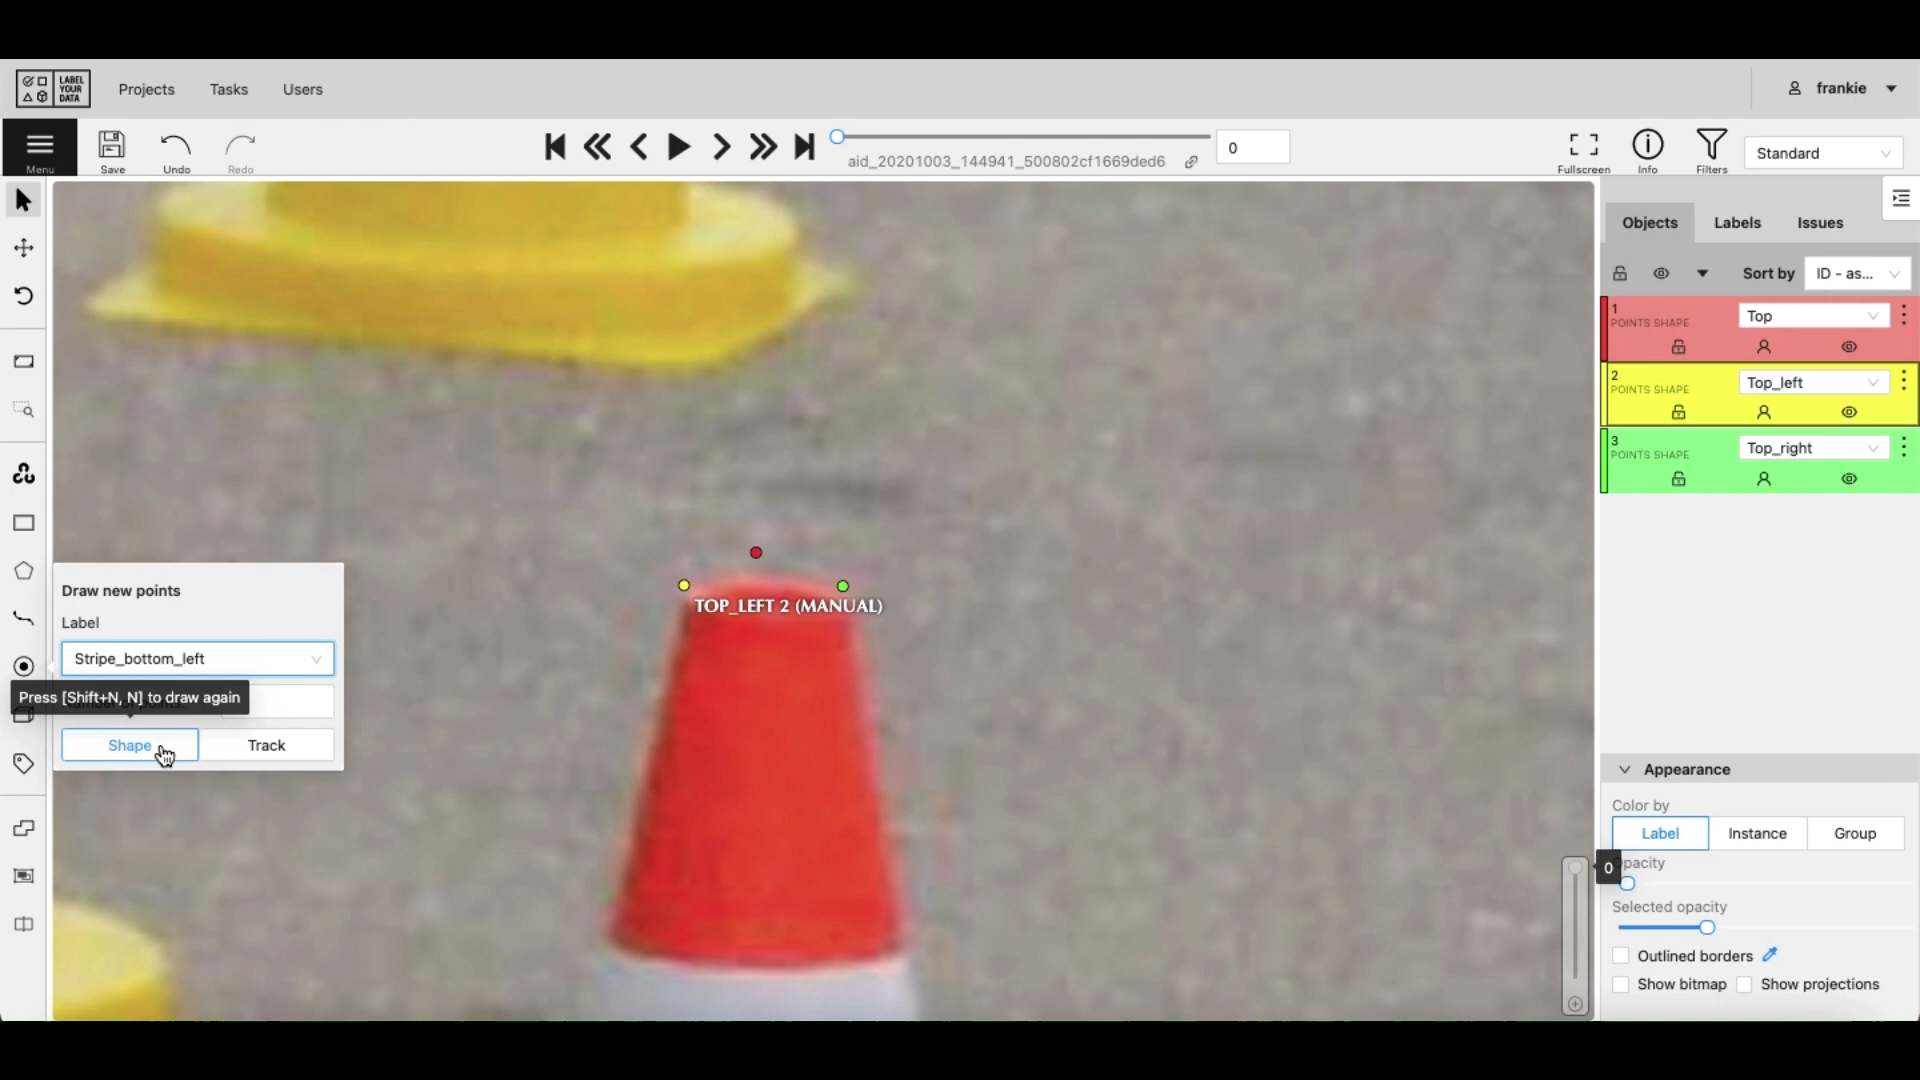 LABEL
YOUR
DATA
Projects
Tasks
Users
frankie
Menu
Save
Undo
Redo
0
aid_20201003_144941_500802cf1669ded6
Fullscreen
Info
Filters
Standard
Objects
Labels
Issues
Sort by
ID - as...
1
POINTS SHAPE
Top
2
POINTS SHAPE
Top_left
3
POINTS SHAPE
Top_right
TOP_LEFT 2 (MANUAL)
Draw new points
Label
Stripe_bottom_left
Press [Shift+N, N] to draw again
Shape
Track
Appearance
Color by
Label
Instance
Group
0
pacity
Selected opacity
Outlined borders
Show bitmap
Show projections